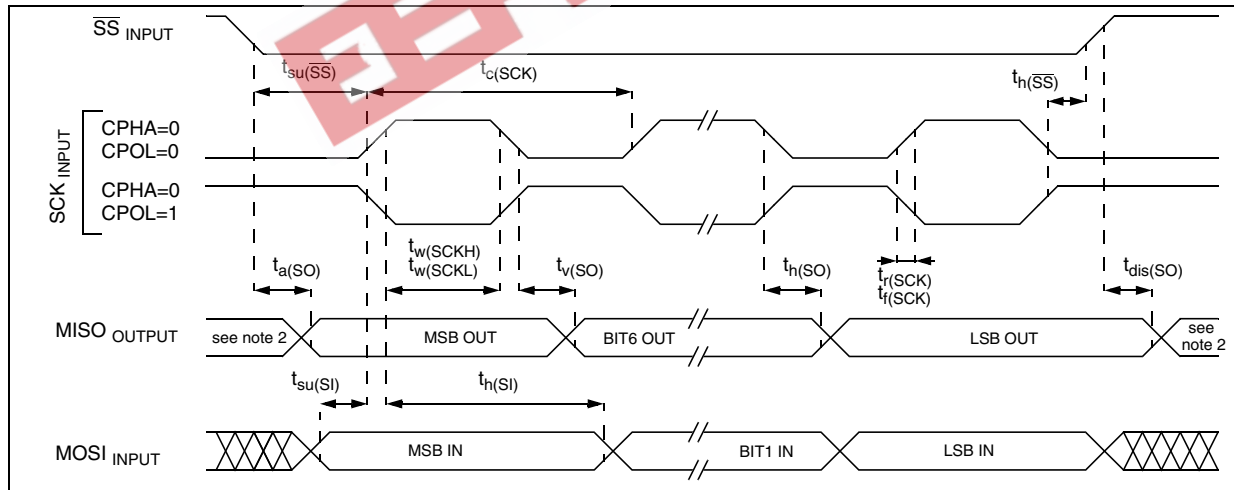 SS INPUT
tsu(SS)
tc(SCK)
th(SS)
SCK INPUT
CPHA=0
CPOL=0
CPHA=0
CPOL=1
ta(SO)
tw(SCKH)
tw(SCKL)
tv(SO)
th(SO)
tr(SCK)
tf(SCK)
tdis(SO)
MISO OUTPUT
see note 2
MSB OUT
BIT6 OUT
LSB OUT
see note 2
tsu(SI)
th(SI)
MOSI INPUT
MSB IN
BIT1 IN
LSB IN